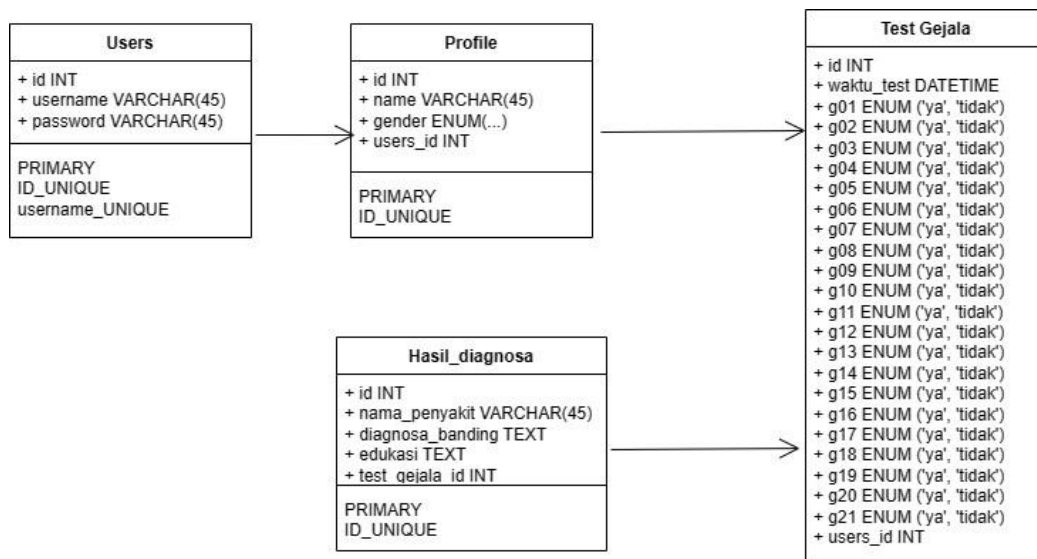 Users
+ id INT
+ username VARCHAR(45)
+ password VARCHAR(45)
PRIMARY
ID_UNIQUE
username_UNIQUE
Profile
+ id INT
+ name VARCHAR(45)
+ gender ENUM(...)
+ users_id INT
PRIMARY
ID_UNIQUE
Test Gejala
+ id INT
+ waktu_test DATETIME
+ g01 ENUM ('ya', 'tidak')
+ g02 ENUM ('ya', 'tidak')
+ g03 ENUM ('ya', 'tidak')
+ g04 ENUM ('ya', 'tidak')
+ g05 ENUM ('ya', 'tidak')
+ g06 ENUM ('ya', 'tidak')
+ g07 ENUM ('ya', 'tidak')
+ g08 ENUM ('ya', 'tidak')
+ g09 ENUM ('ya', 'tidak')
+ g10 ENUM ('ya', 'tidak')
+ g11 ENUM ('ya', 'tidak')
+ g12 ENUM ('ya', 'tidak')
+ g13 ENUM ('ya', 'tidak')
+ g14 ENUM ('ya', 'tidak')
+ g15 ENUM ('ya', 'tidak')
+ g16 ENUM ('ya', 'tidak')
+ g17 ENUM ('ya', 'tidak')
+ g18 ENUM ('ya', 'tidak')
+ g19 ENUM ('ya', 'tidak')
+ g20 ENUM ('ya', 'tidak')
+ g21 ENUM ('ya', 'tidak')
+ users_id INT
Hasil_diagnosa
+ id INT
+ nama_penyakit VARCHAR(45)
+ diagnosa_banding TEXT
+ edukasi TEXT
+ test_gejala_id INT
PRIMARY
ID_UNIQUE